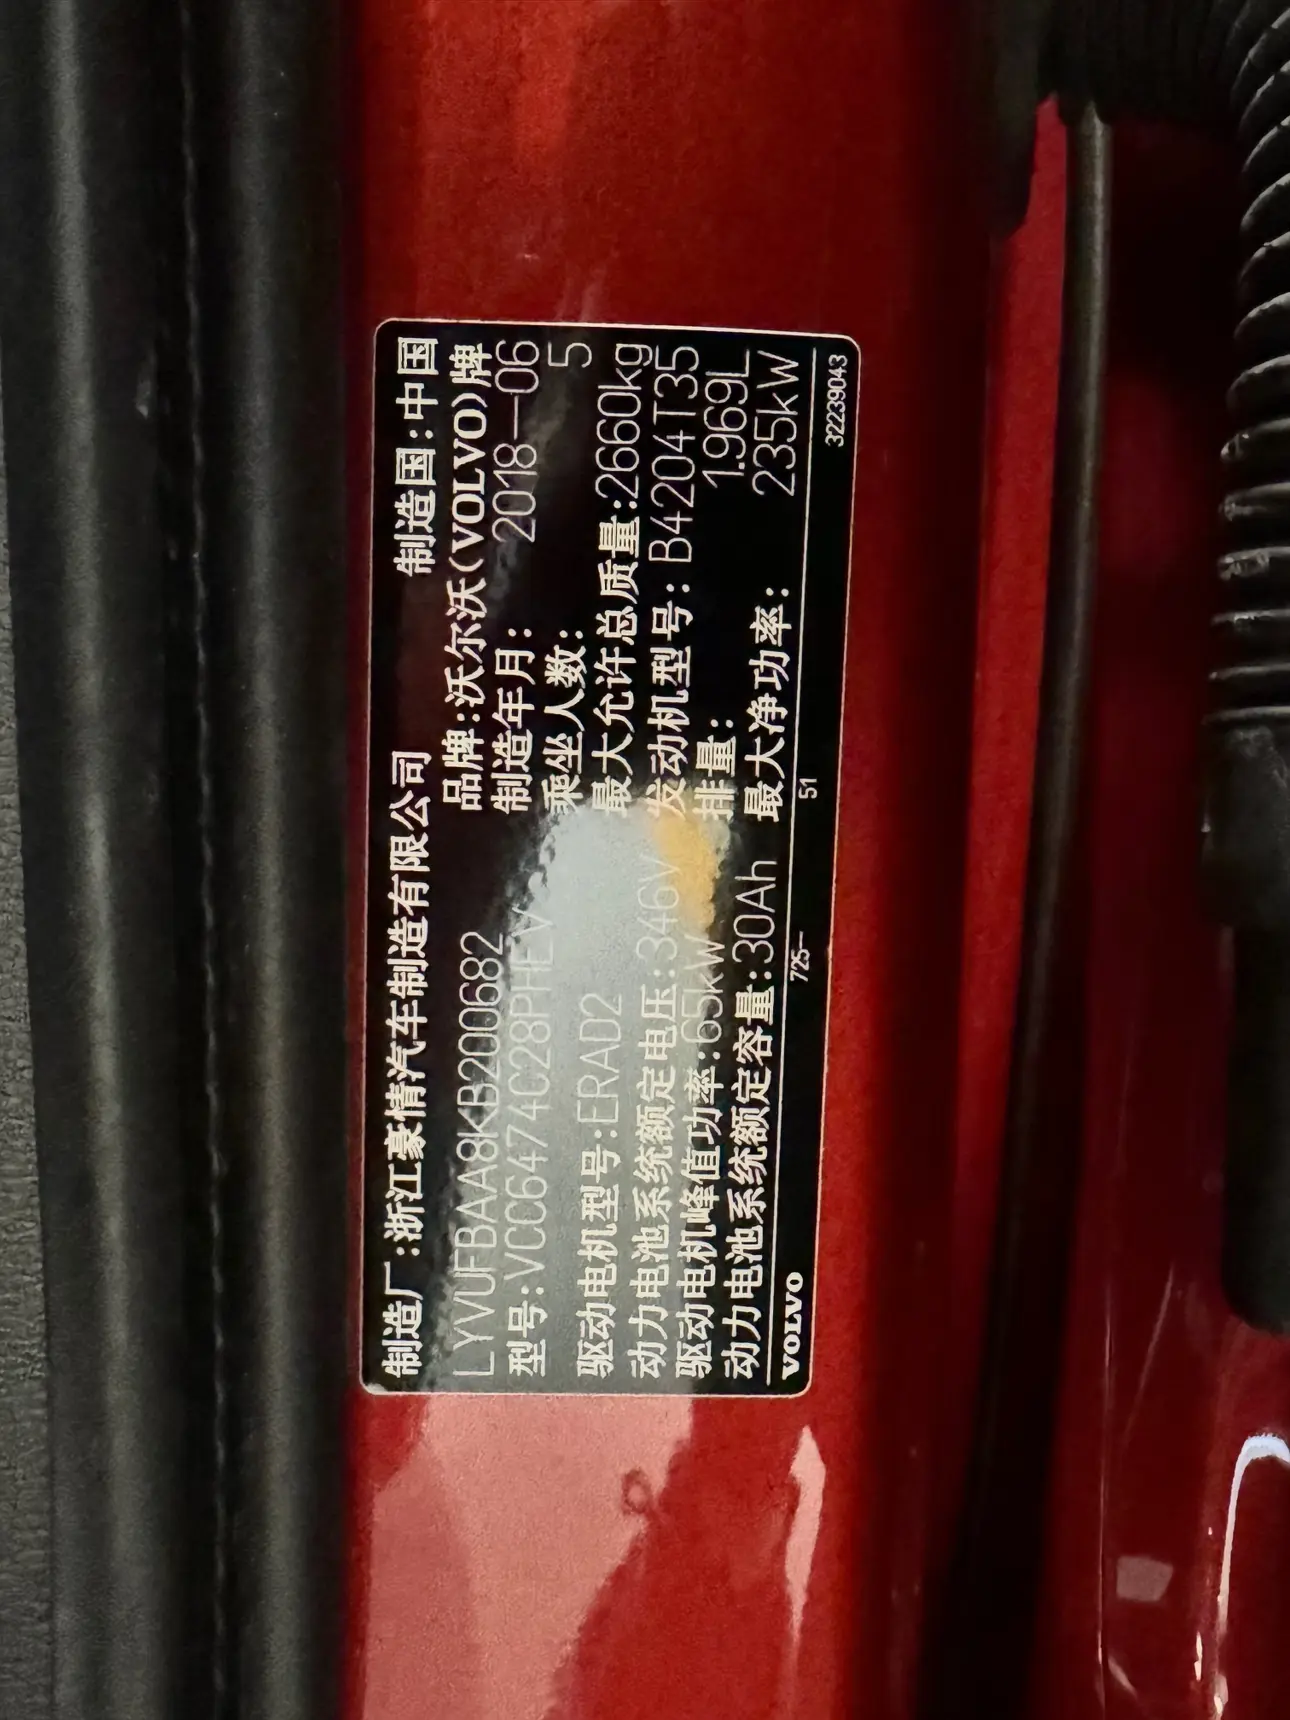 制造厂:浙江豪情汽车制造有限公司 制造国:中国
LYVUFBAA8KB200682 品牌:沃尔沃(VOLVO)牌
型号:VCC6474C28PHEV 制造年月: 2018—06
乘坐人数: 5
驱动电机型号:ERAD2 最大允许总质量:2660kg
动力电池系统额定电压:346V 发动机型号: B4204T35
驱动电机峰值功率:65kW 排量: 1.969L
动力电池系统额定容量:30Ah 最大净功率: 235kW
VOLVO 725— 51 32239043